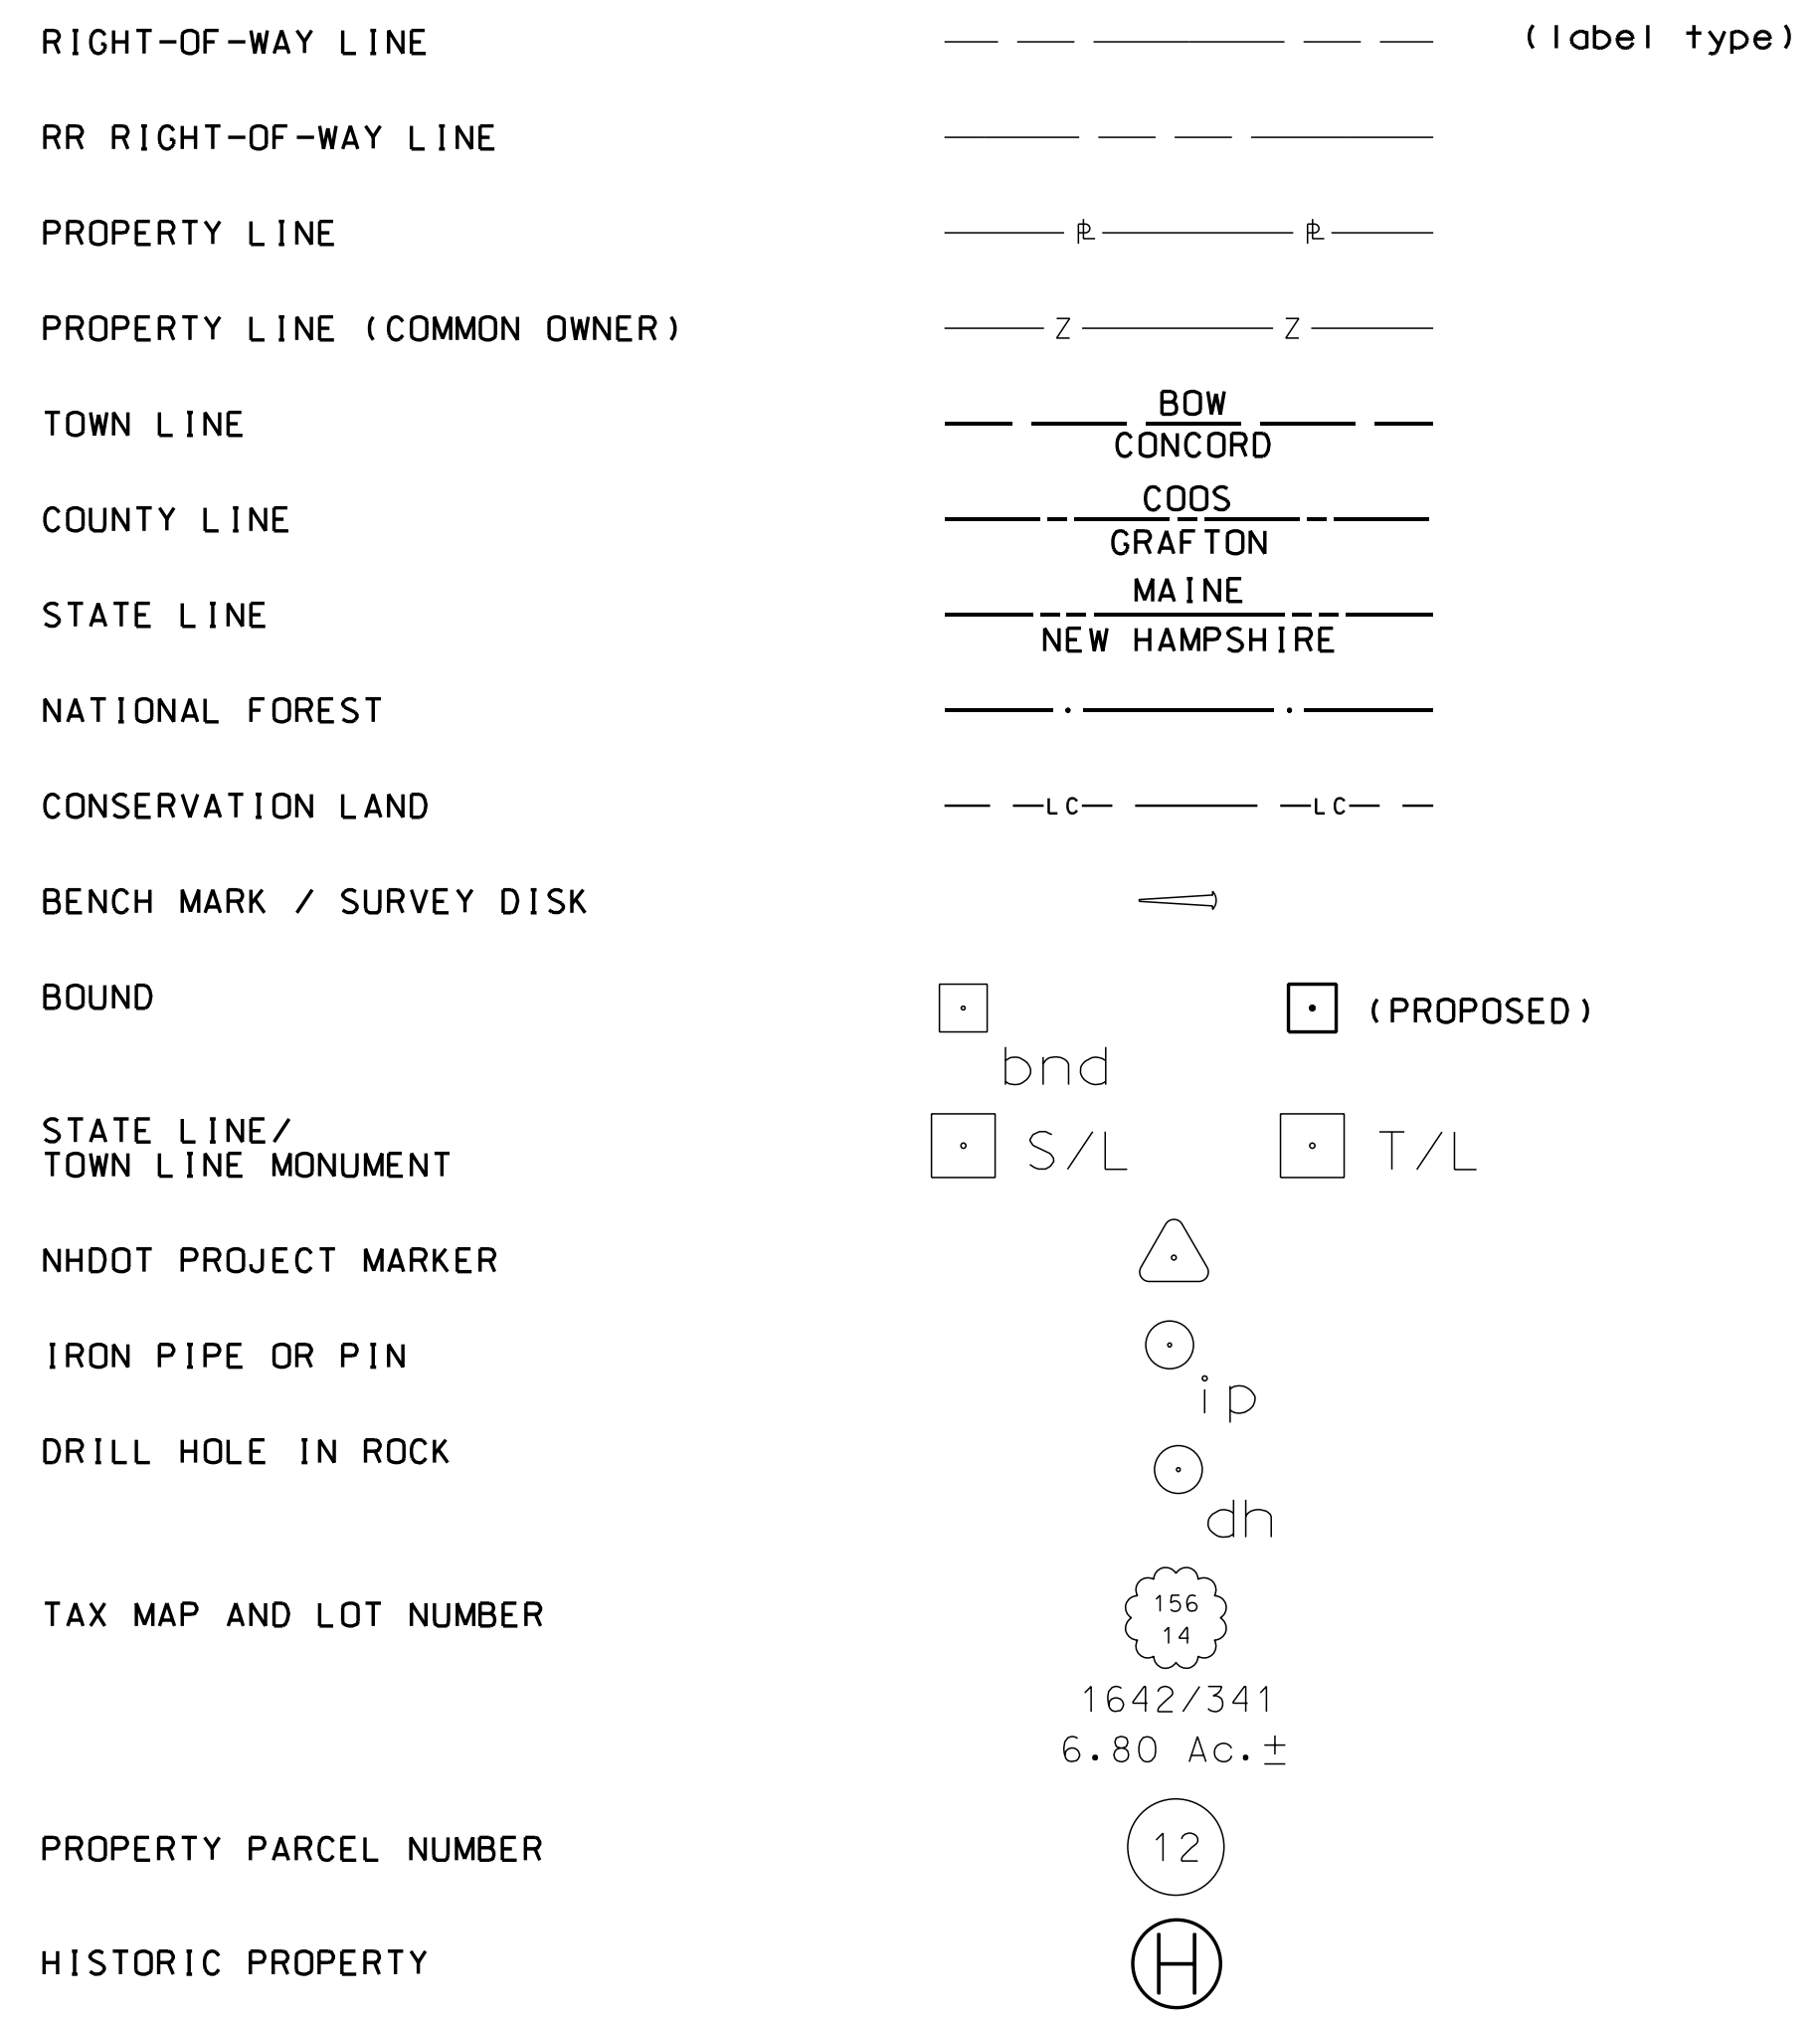 RIGHT-OF-WAY LINE (label type)
RR RIGHT-OF-WAY LINE
PROPERTY LINE ⅊ ⅊
PROPERTY LINE (COMMON OWNER) Z Z
TOWN LINE
BOW
CONCORD
COUNTY LINE
COOS
GRAFTON
STATE LINE
MAINE
NEW HAMPSHIRE
NATIONAL FOREST
CONSERVATION LAND LC LC
BENCH MARK / SURVEY DISK
BOUND (PROPOSED)
bnd
STATE LINE/
TOWN LINE MONUMENT
S/L T/L
NHDOT PROJECT MARKER
IRON PIPE OR PIN
ip
DRILL HOLE IN ROCK
dh
TAX MAP AND LOT NUMBER
156
14
1642/341
6.80 Ac.±
PROPERTY PARCEL NUMBER 12
HISTORIC PROPERTY H